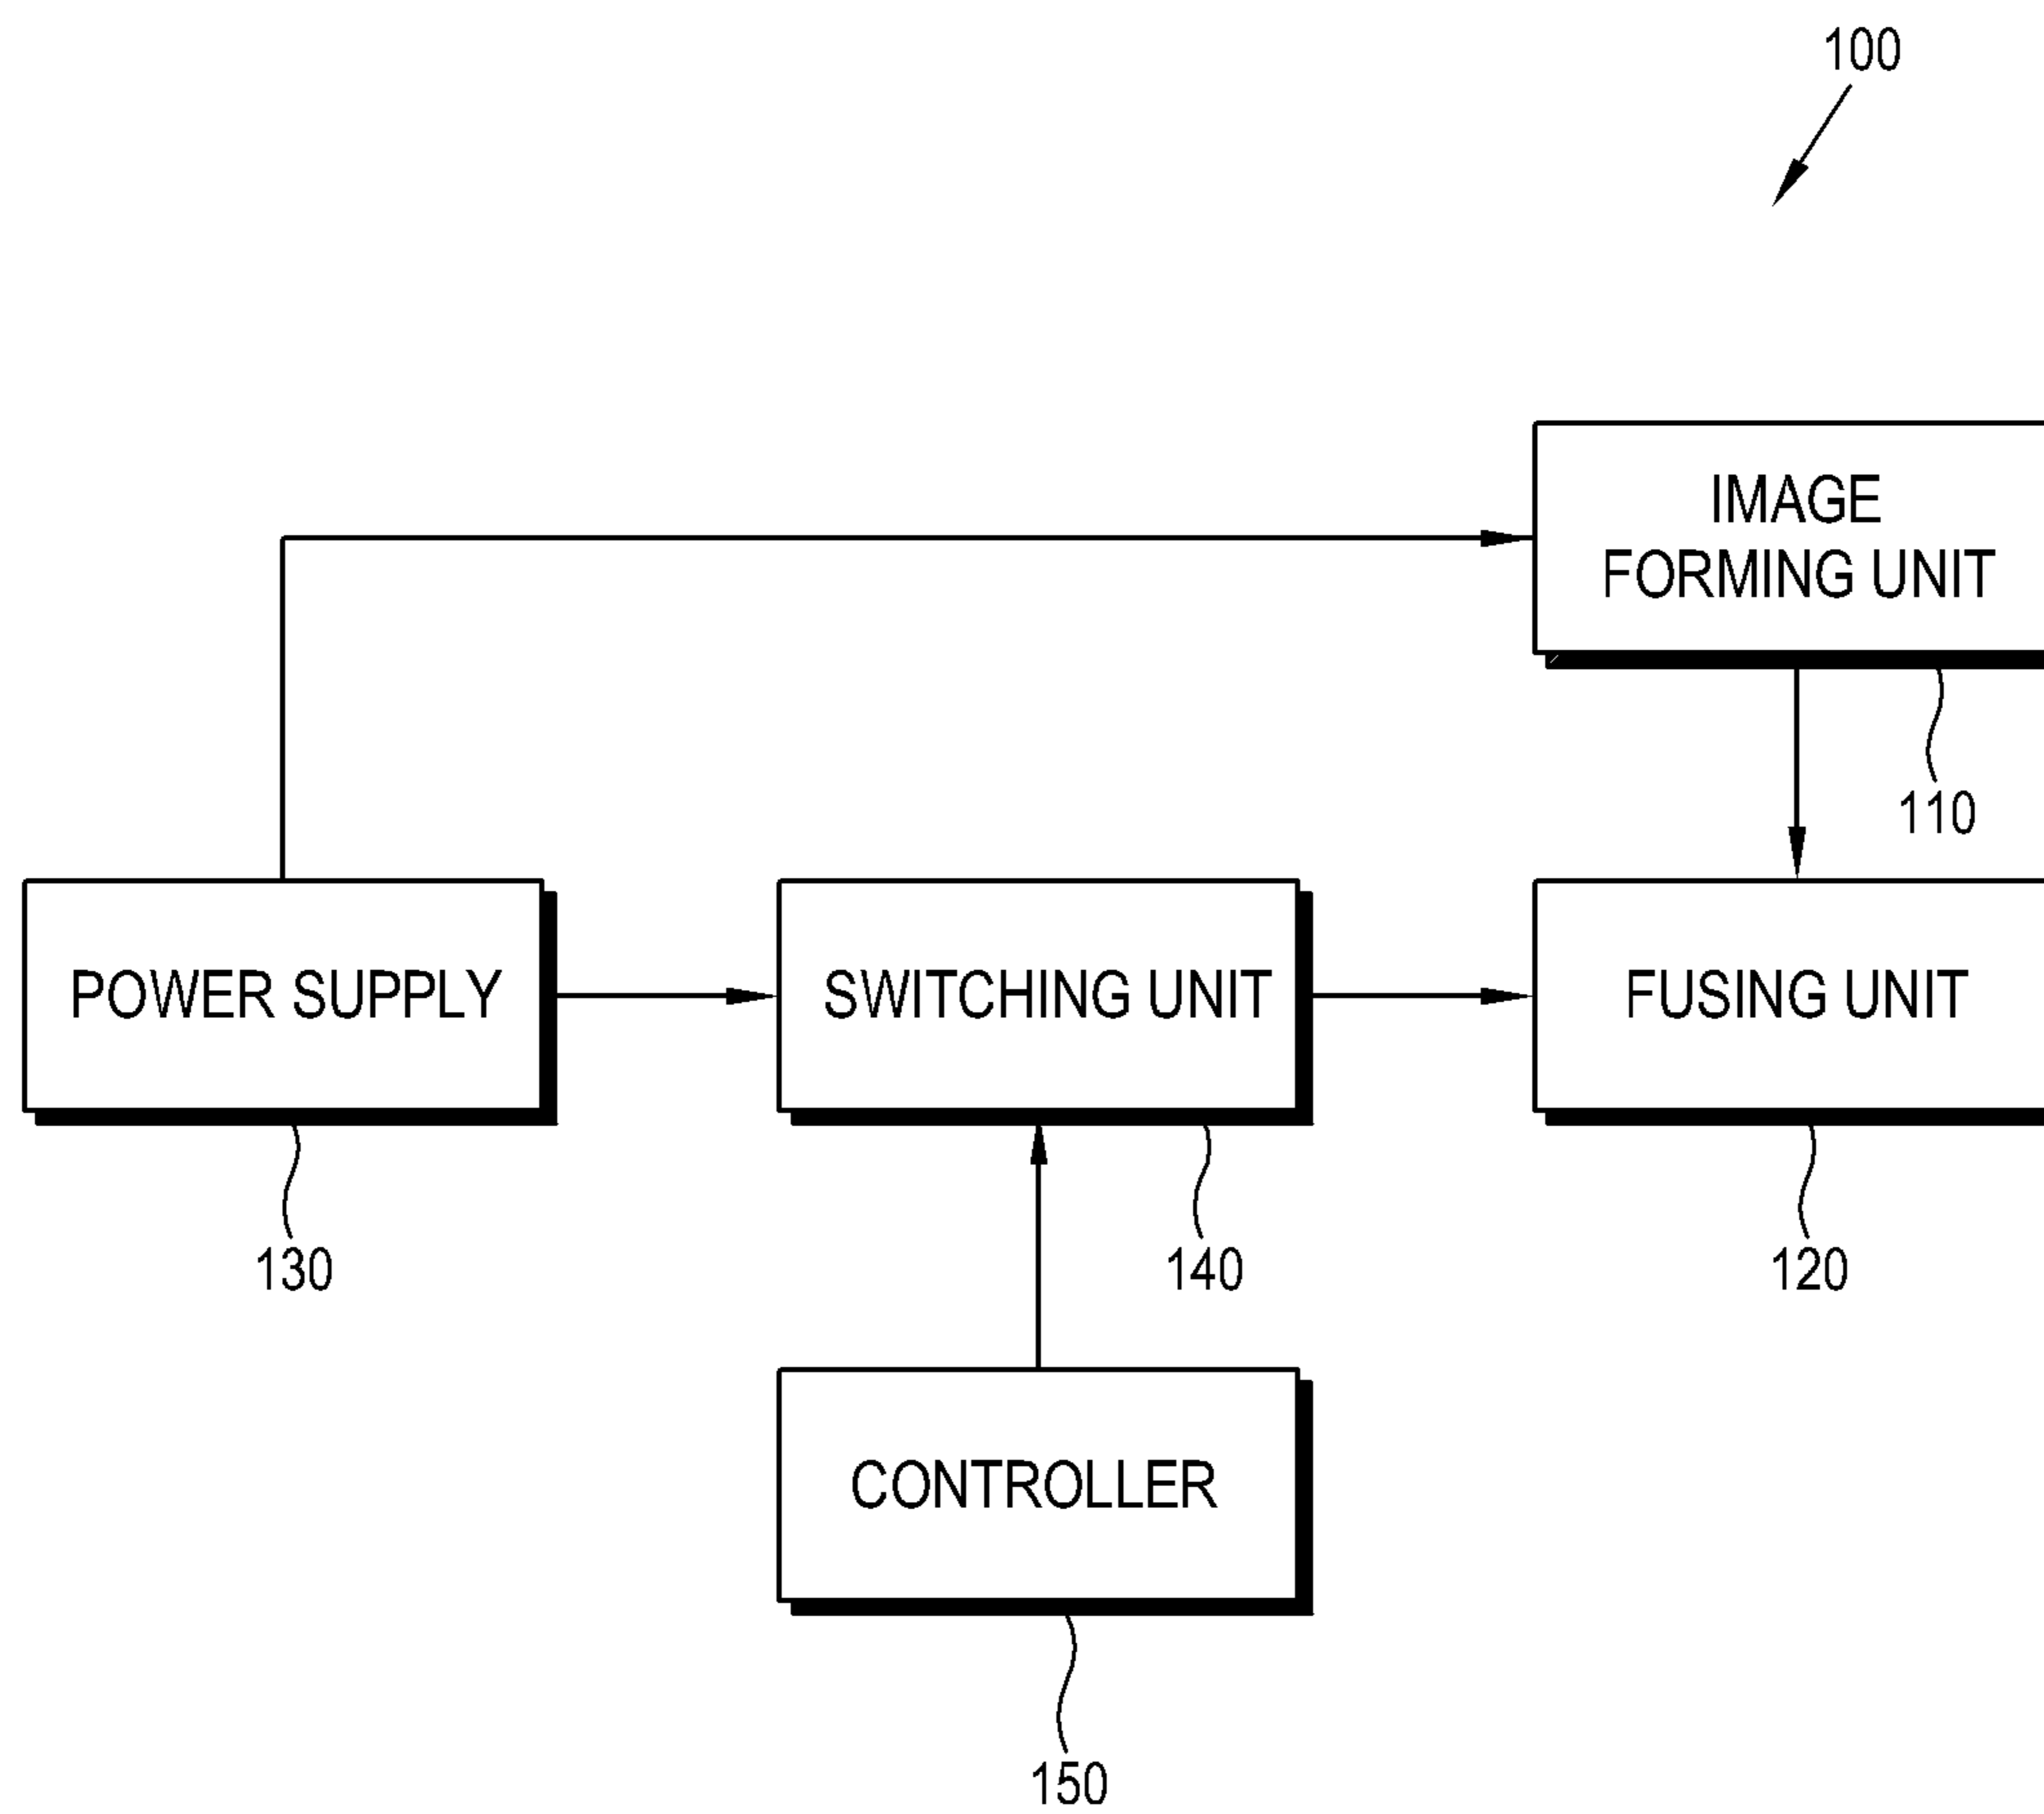 100
IMAGE
FORMING UNIT
110
POWER SUPPLY
SWITCHING UNIT
FUSING UNIT
130
140
120
CONTROLLER
150